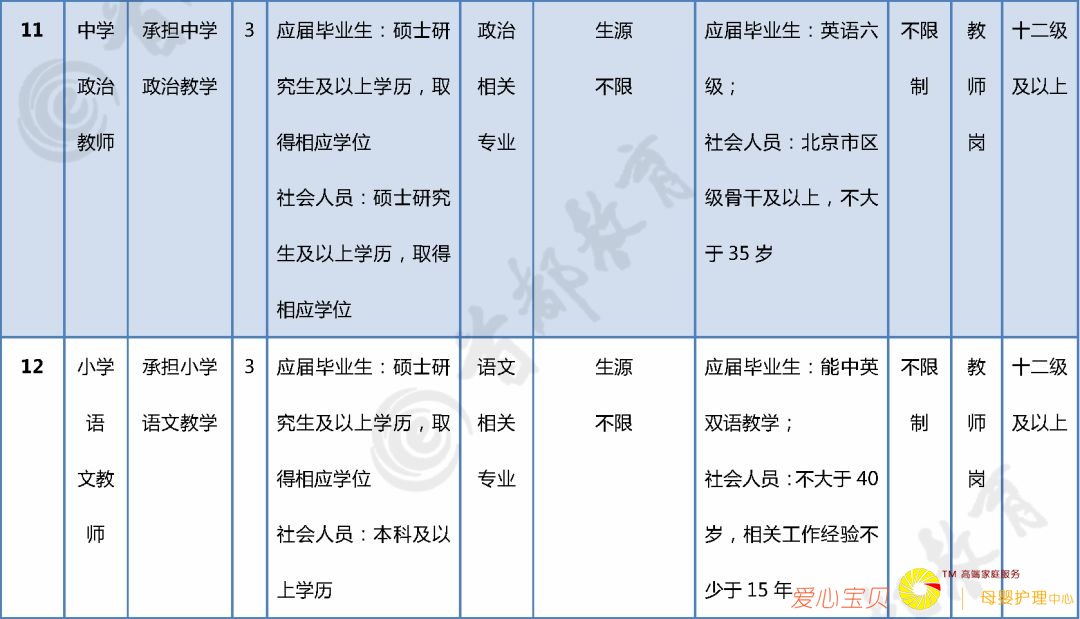 11
中学
政治
教师
承担中学
政治教学
3
应届毕业生：硕士研
究生及以上学历，取
得相应学位
社会人员：硕士研究
生及以上学历，取得
相应学位
政治
相关
专业
生源
不限
应届毕业生：英语六
级；
社会人员：北京市区
级骨干及以上，不大
于 35 岁
不限
制
教
师
岗
十二级
及以上
12
小学
语
文教
师
承担小学
语文教学
3
应届毕业生：硕士研
究生及以上学历，取
得相应学位
社会人员：本科及以
上学历
语文
相关
专业
生源
不限
应届毕业生：能中英
双语教学；
社会人员：不大于 40
岁，相关工作经验不
少于 15 年
不限
制
教
师
岗
十二级
及以上
首都教育
爱心宝贝
TM 高端家庭服务
母婴护理中心